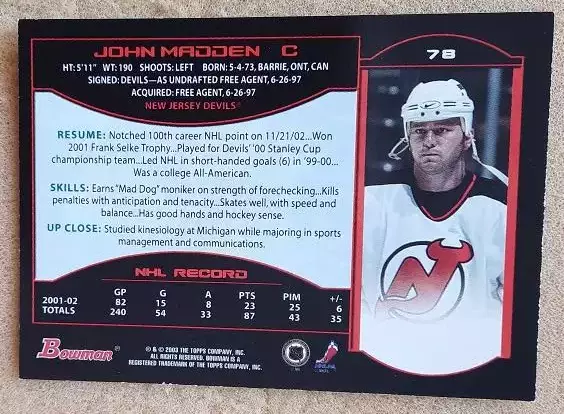 JOHN MADDEN C
78
HT: 5'11" WT: 190 SHOOTS: LEFT BORN: 5-4-73, BARRIE, ONT, CAN
SIGNED: DEVILS—AS UNDRAFTED FREE AGENT, 6-26-97
ACQUIRED: FREE AGENT, 6-26-97
NEW JERSEY DEVILS®
RESUME: Notched 100th career NHL point on 11/21/02...Won
2001 Frank Selke Trophy...Played for Devils' '00 Stanley Cup
championship team...Led NHL in short-handed goals (6) in '99-00...
Was a college All-American.
SKILLS: Earns "Mad Dog" moniker on strength of forechecking...Kills
penalties with anticipation and tenacity...Skates well, with speed and
balance...Has good hands and hockey sense.
UP CLOSE: Studied kinesiology at Michigan while majoring in sports
management and communications.
NHL RECORD
GP G A PTS PIM +/-
2001-02 82 15 8 23 25 6
TOTALS 240 54 33 87 43 35
Bowman®
® & © 2003 THE TOPPS COMPANY, INC.
ALL RIGHTS RESERVED. BOWMAN IS A
REGISTERED TRADEMARK OF THE TOPPS COMPANY, INC.
NHL
NHLPA